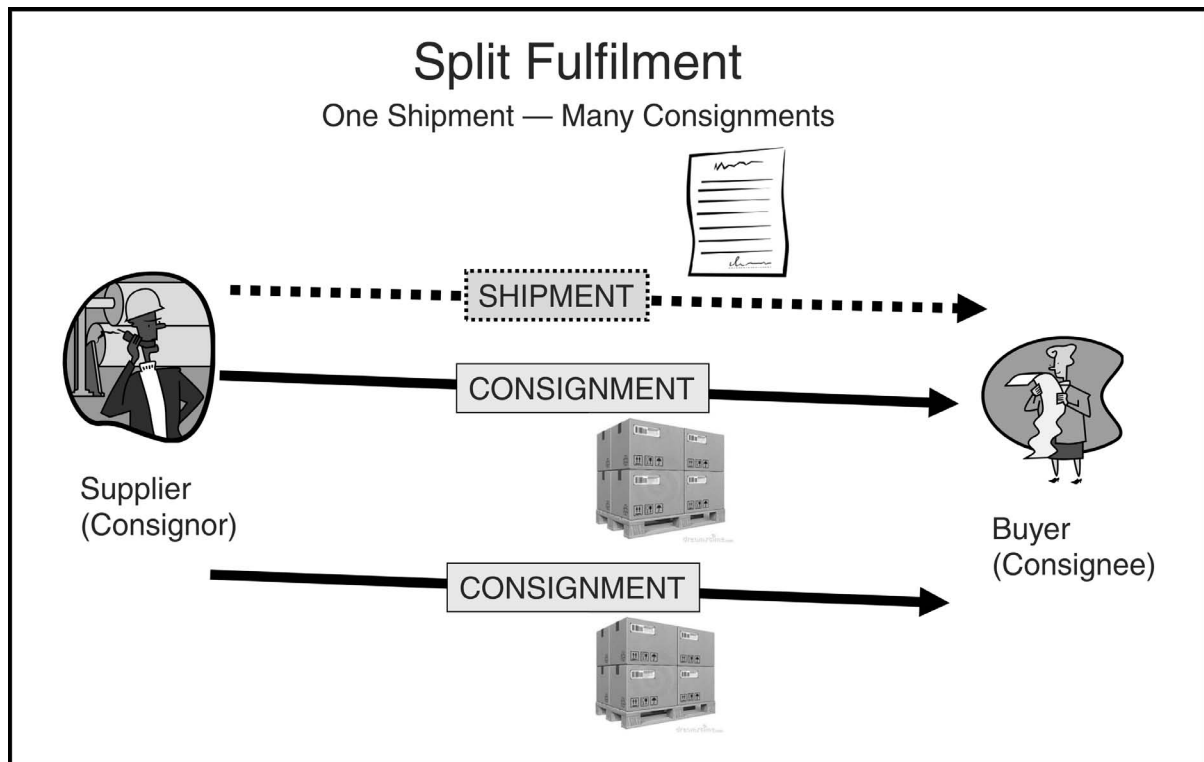 Split Fulfilment
One Shipment — Many Consignments
SHIPMENT
CONSIGNMENT
Supplier
(Consignor)
Buyer
(Consignee)
CONSIGNMENT